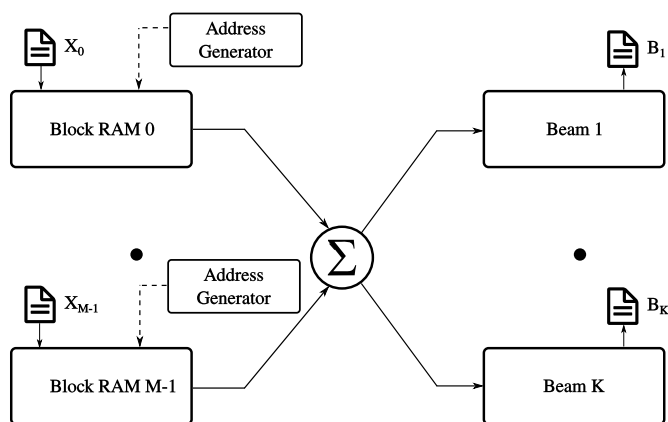 X0
Address
Generator
Block RAM 0
B1
Beam 1
Σ
XM-1
Address
Generator
Block RAM M-1
BK
Beam K